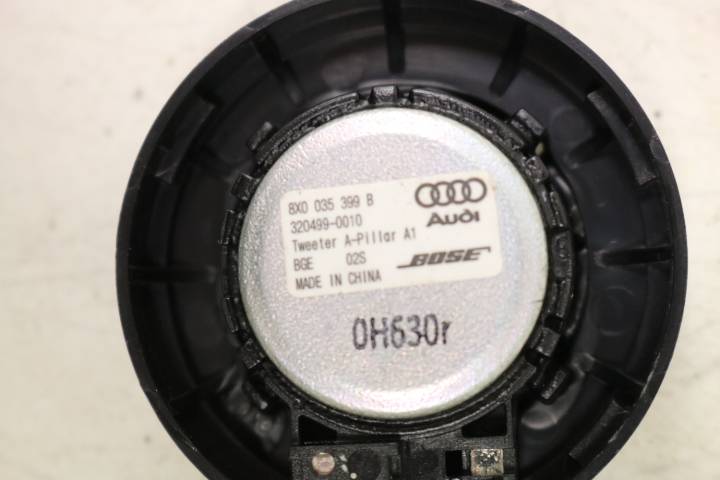 8X0 035 399 B
320499-0010
Audi
Tweeter A-Pillar A1
BGE 02S
BOSE
MADE IN CHINA
0H630r